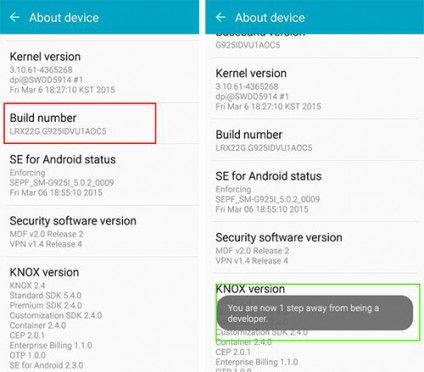 About device
Kernel version
3.10.61-4365268
dpi@SWDD5914 #1
Fri Mar 6 18:27:10 KST 2015
Build number
LRX22G.G925IDVU1AOC5
SE for Android status
Enforcing
SEPF_SM-G925I_5.0.2_0009
Fri Mar 06 18:55:10 2015
Security software version
MDF v2.0 Release 2
VPN v1.4 Release 4
KNOX version
KNOX 2.4
Standard SDK 5.4.0
Premium SDK 2.4.0
Customization SDK 2.4.0
Container 2.4.0
CEP 2.0.1
Enterprise Billing 1.1.0
OTP 1.0.0
SE for Android 2.3.0
About device
Baseband version
G925IDVU1AOC5
Kernel version
3.10.61-4365268
dpi@SWDD5914 #1
Fri Mar 6 18:27:10 KST 2015
Build number
LRX22G.G925IDVU1AOC5
SE for Android status
Enforcing
SEPF_SM-G925I_5.0.2_0009
Fri Mar 06 18:55:10 2015
Security software version
MDF v2.0 Release 2
VPN v1.4 Release 4
KNOX version
You are now 1 step away from being a
developer.
Customization SDK 2.4.0
Container 2.4.0
CEP 2.0.1
Enterprise Billing 1.1.0
OTP 1.0.0